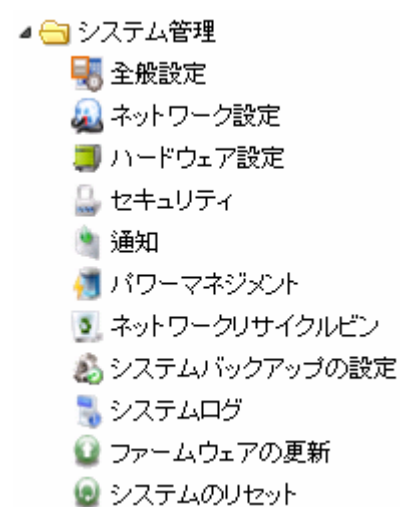 システム管理
全般設定
ネットワーク設定
ハードウェア設定
セキュリティ
通知
パワーマネジメント
ネットワークリサイクルビン
システムバックアップの設定
システムログ
ファームウェアの更新
システムのリセット